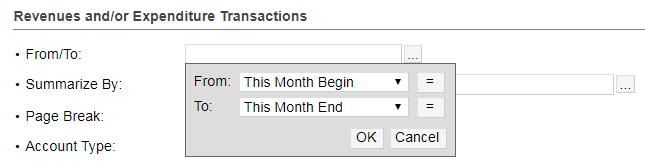 Revenues and/or Expenditure Transactions
• From/To: ...
From: This Month Begin ▼ =
• Summarize By: ...
To: This Month End ▼ =
• Page Break:
OK Cancel
• Account Type: